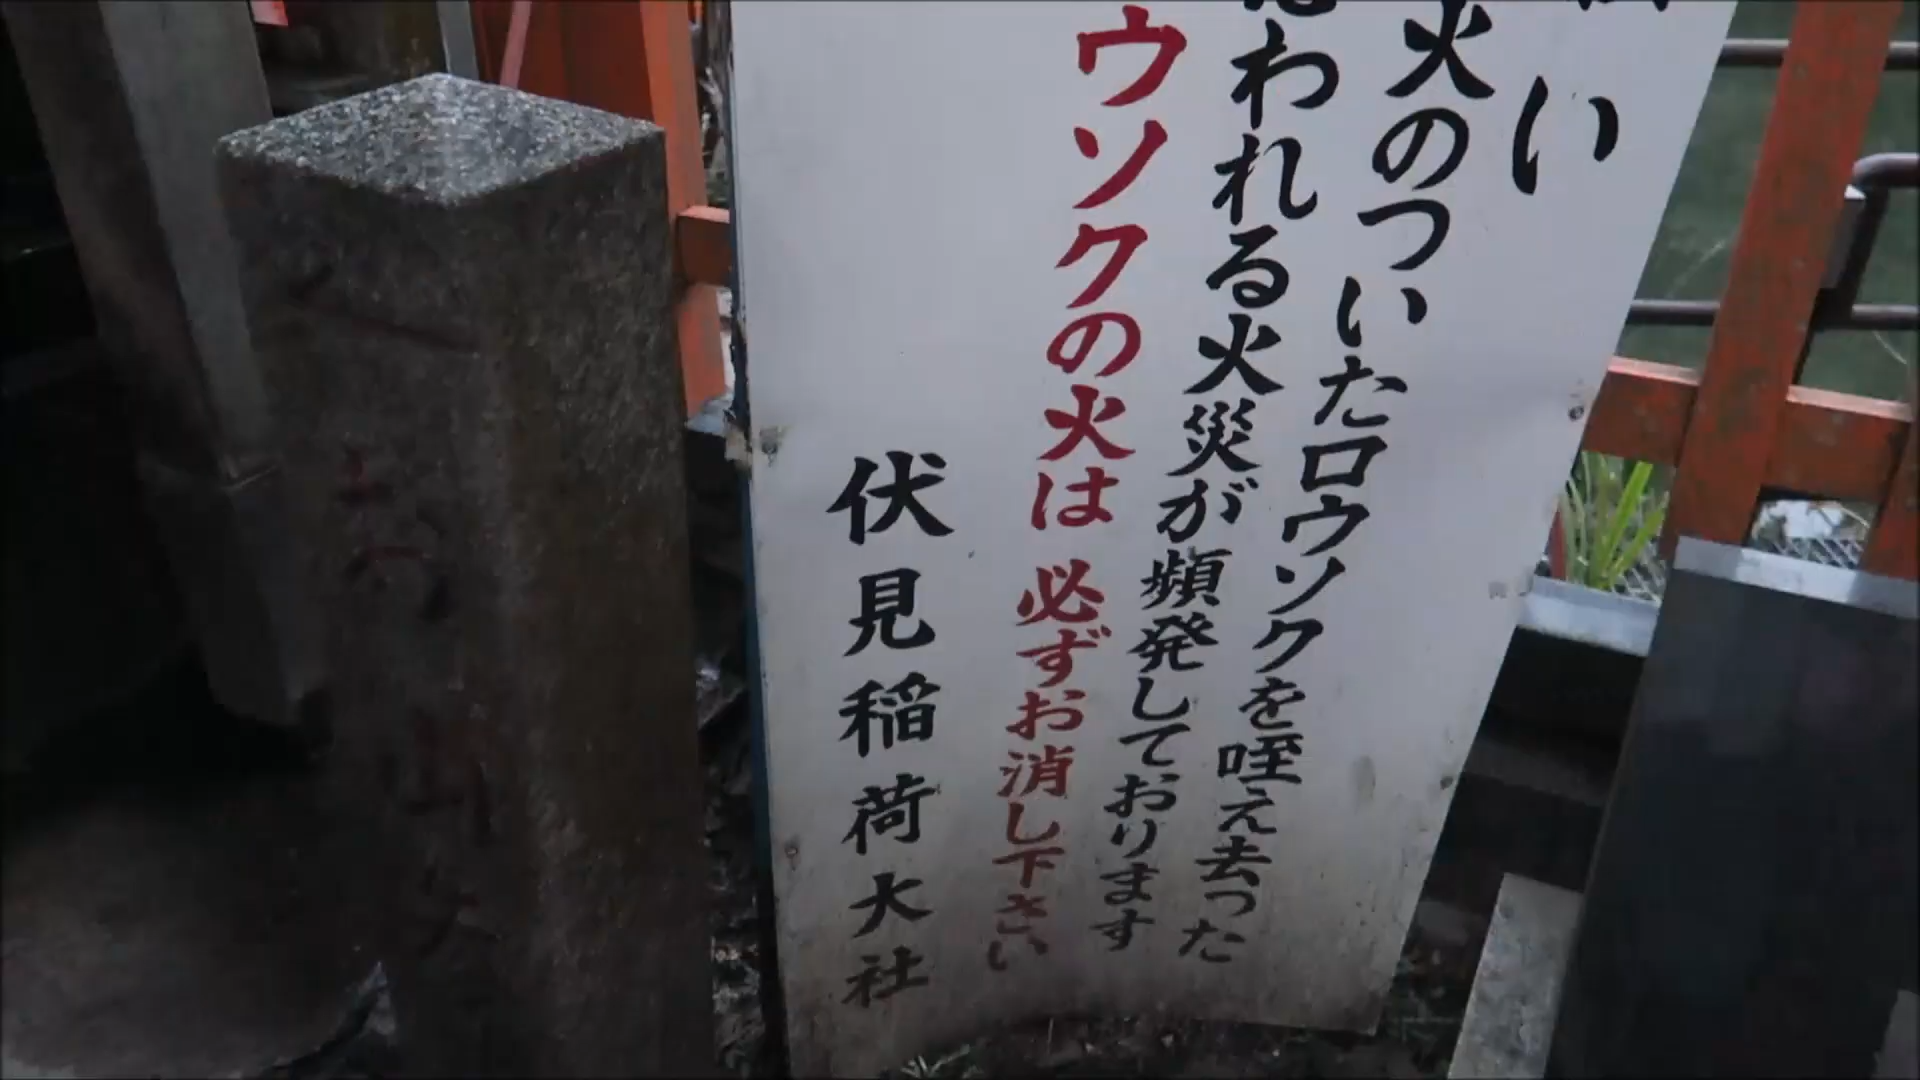 い
火のついたロウソクを咥え去った
われる火災が頻発しております
ウソクの火は 必ずお消し下さい
伏見稲荷大社